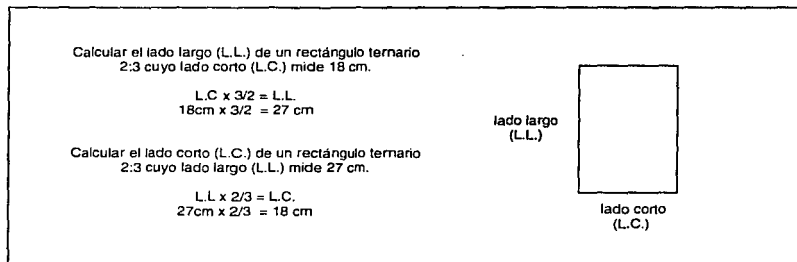 Calcular el lado largo (L.L.) de un rectángulo ternario
2:3 cuyo lado corto (L.C.) mide 18 cm.
L.C x 3/2 = L.L.
18cm x 3/2 = 27 cm
Calcular el lado corto (L.C.) de un rectángulo ternario
2:3 cuyo lado largo (L.L.) mide 27 cm.
L.L x 2/3 = L.C.
27cm x 2/3 = 18 cm
lado largo
(L.L.)
lado corto
(L.C.)